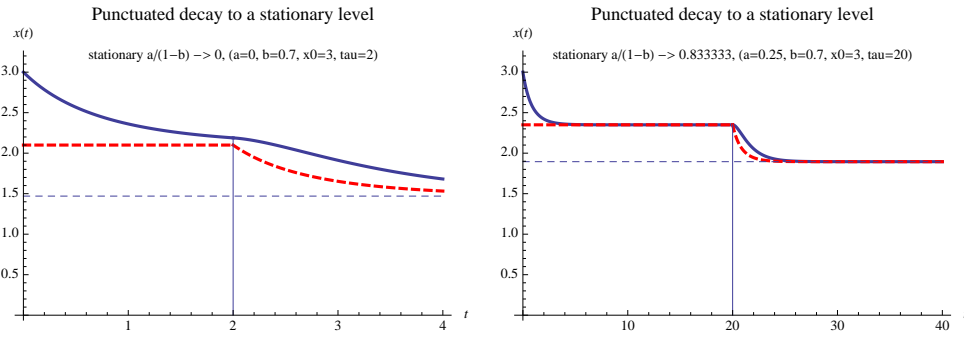 Punctuated decay to a stationary level
x(t)
stationary a/(1−b) −> 0, (a=0, b=0.7, x0=3, tau=2)
3.0
2.5
2.0
1.5
1.0
0.5
1
2
3
4
t
Punctuated decay to a stationary level
x(t)
stationary a/(1−b) −> 0.833333, (a=0.25, b=0.7, x0=3, tau=20)
3.0
2.5
2.0
1.5
1.0
0.5
10
20
30
40